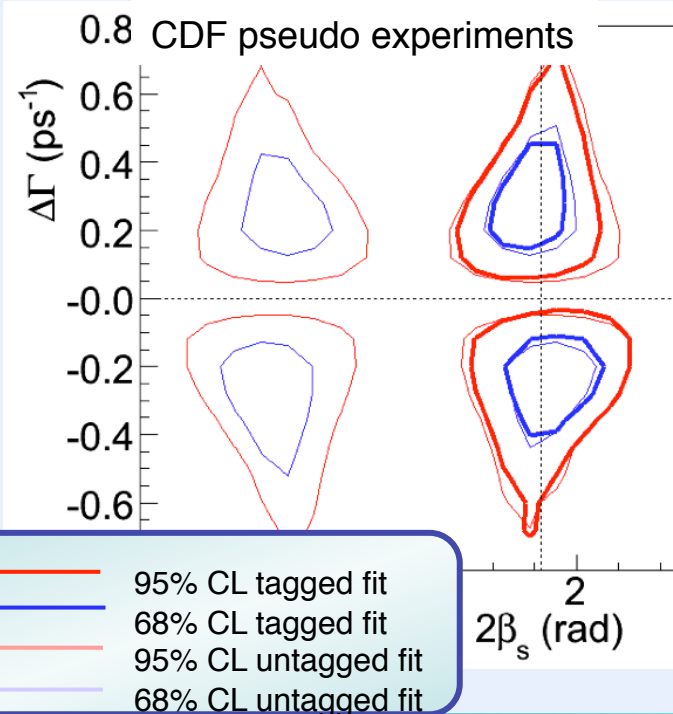 CDF pseudo experiments
0.8
0.6
0.4
0.2
-0.0
-0.2
-0.4
-0.6
ΔΓ (ps⁻¹)
2
2βₛ (rad)
95% CL tagged fit
68% CL tagged fit
95% CL untagged fit
68% CL untagged fit